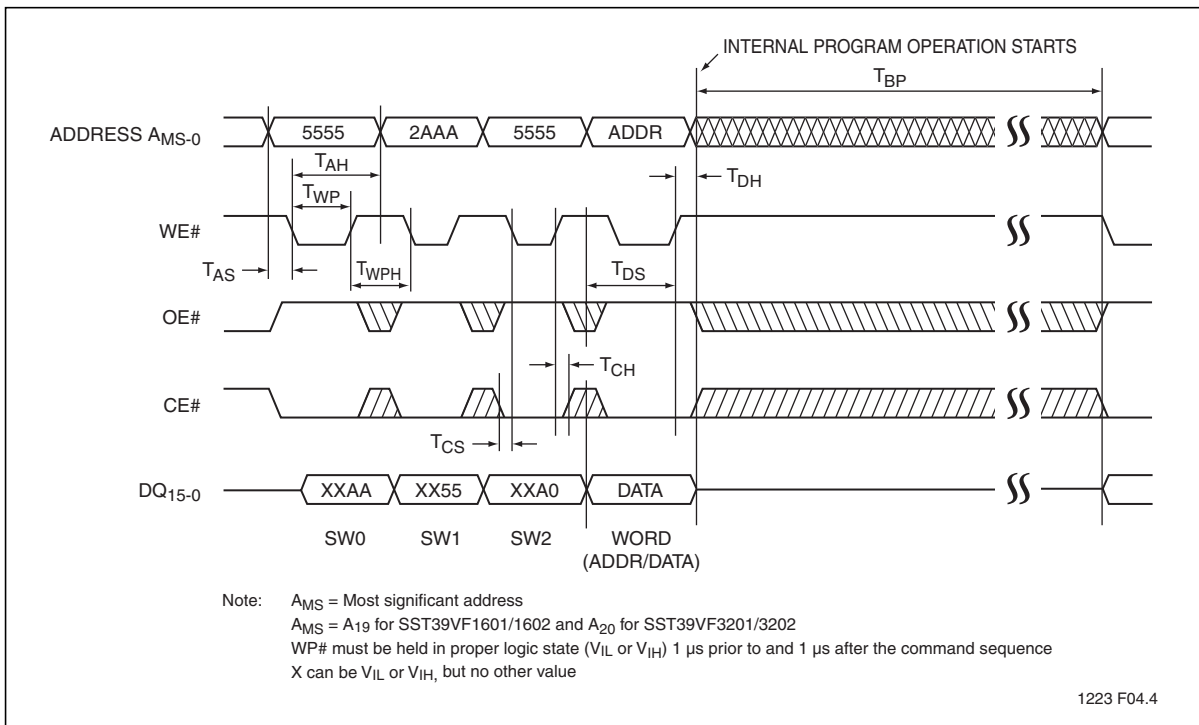 INTERNAL PROGRAM OPERATION STARTS
TBP
ADDRESS AMS-0
5555 2AAA 5555 ADDR
TAH
TDH
TWP
WE#
TAS
TWPH
TDS
OE#
TCH
CE#
TCS
DQ15-0
XXAA XX55 XXA0 DATA
SW0 SW1 SW2 WORD
(ADDR/DATA)
Note: AMS = Most significant address
AMS = A19 for SST39VF1601/1602 and A20 for SST39VF3201/3202
WP# must be held in proper logic state (VIL or VIH) 1 µs prior to and 1 µs after the command sequence
X can be VIL or VIH, but no other value
1223 F04.4